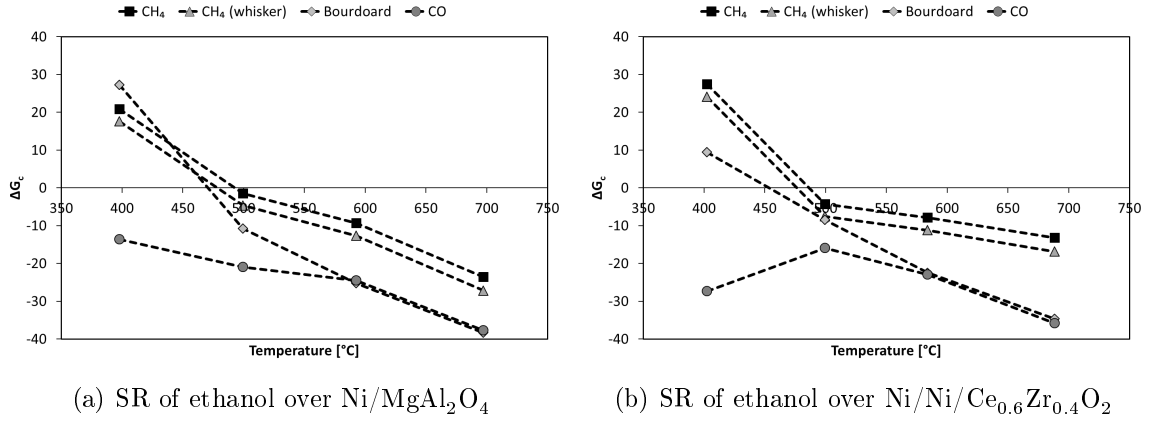 CH₄ CH₄ (whisker) Bourdoard CO
40
30
20
10
0
-10
-20
-30
-40
350 400 450 500 550 600 650 700 750
ΔG꜀
Temperature [°C]
(a) SR of ethanol over Ni/MgAl₂O₄
CH₄ CH₄ (whisker) Bourdoard CO
40
30
20
10
0
-10
-20
-30
-40
350 400 450 500 550 600 650 700 750
ΔG꜀
Temperature [°C]
(b) SR of ethanol over Ni/Ni/Ce₀.₆Zr₀.₄O₂